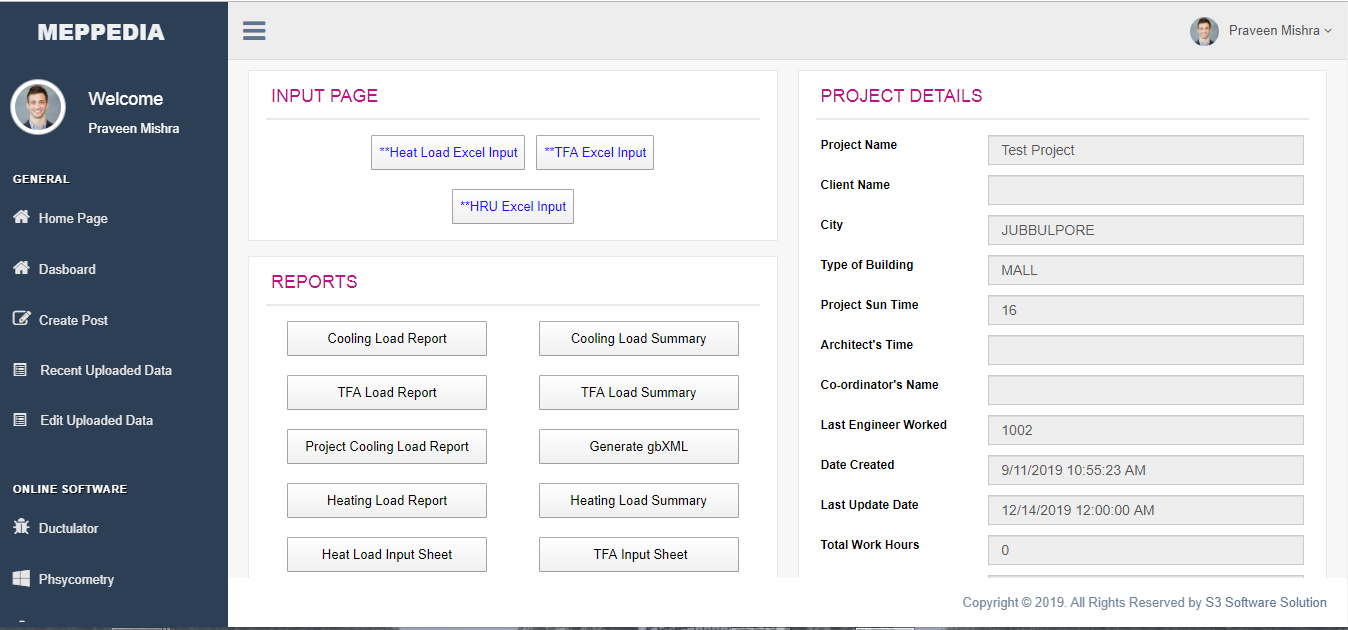 MEPPEDIA
Welcome
Praveen Mishra
GENERAL
Home Page
Dasboard
Create Post
Recent Uploaded Data
Edit Uploaded Data
ONLINE SOFTWARE
Ductulator
Phsycometry
Praveen Mishra
INPUT PAGE
**Heat Load Excel Input **TFA Excel Input
**HRU Excel Input
REPORTS
Cooling Load Report Cooling Load Summary
TFA Load Report TFA Load Summary
Project Cooling Load Report Generate gbXML
Heating Load Report Heating Load Summary
Heat Load Input Sheet TFA Input Sheet
PROJECT DETAILS
Project Name Test Project
Client Name
City JUBBULPORE
Type of Building MALL
Project Sun Time 16
Architect's Time
Co-ordinator's Name
Last Engineer Worked 1002
Date Created 9/11/2019 10:55:23 AM
Last Update Date 12/14/2019 12:00:00 AM
Total Work Hours 0
Copyright © 2019. All Rights Reserved by S3 Software Solution